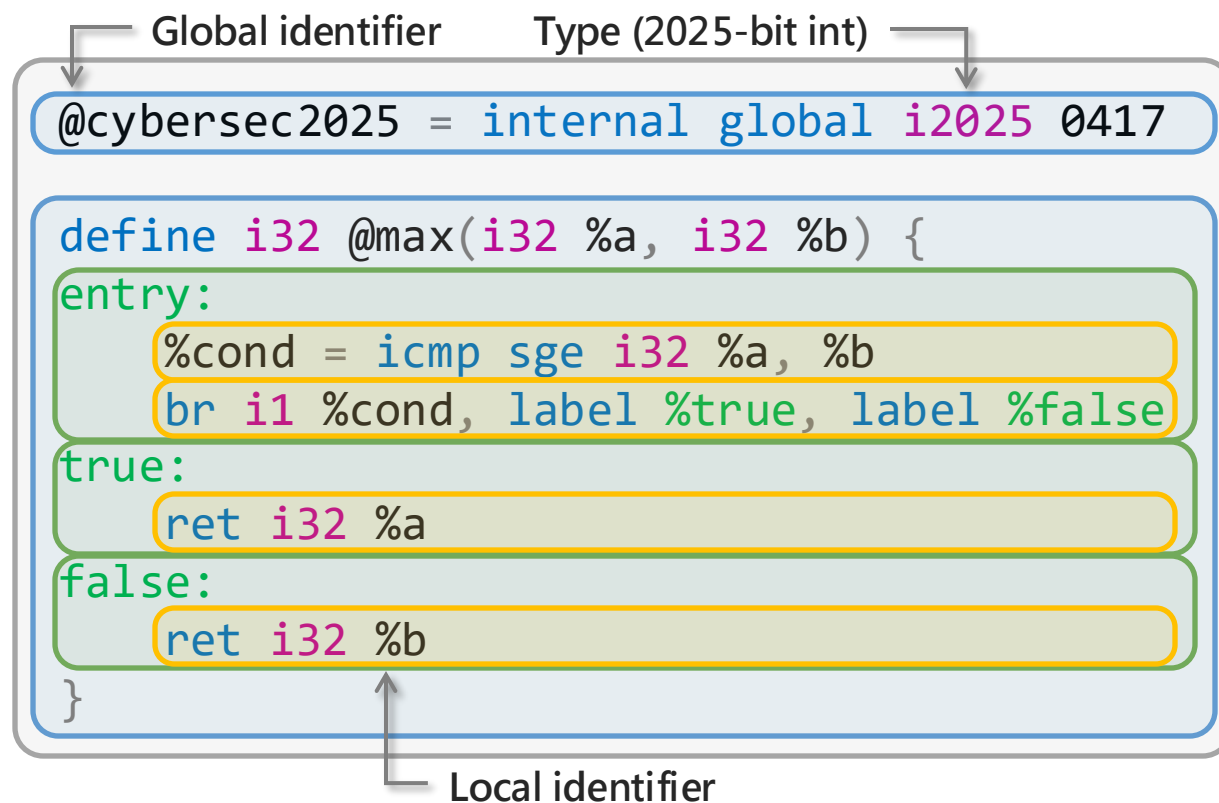 Global identifier    Type (2025-bit int)
@cybersec2025 = internal global i2025 0417
define i32 @max(i32 %a, i32 %b) {
entry:
    %cond = icmp sge i32 %a, %b
    br i1 %cond, label %true, label %false
true:
    ret i32 %a
false:
    ret i32 %b
}
Local identifier